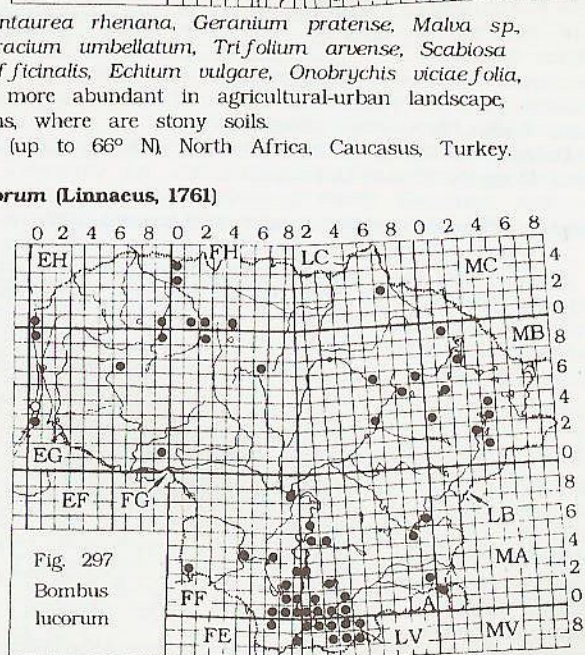 ntaurea rhenana, Geranium pratense, Malva sp.,
racium umbellatum, Trifolium arvense, Scabiosa
fficinalis, Echium vulgare, Onobrychis viciaefolia,
more abundant in agricultural-urban landscape,
ns, where are stony soils.
(up to 66° N), North Africa, Caucasus, Turkey.
orum (Linnaeus, 1761)
0 2 4 6 8 0 2 4 6 8 2 4 6 8 0 2 4 6 8
EH FH LC MC
4
2
0
MB 8
6
4
2
EG 0
8
EF FG LB 6
4
MA
2
Fig. 297
Bombus
lucorum
FF A 0
FE LV MV 8